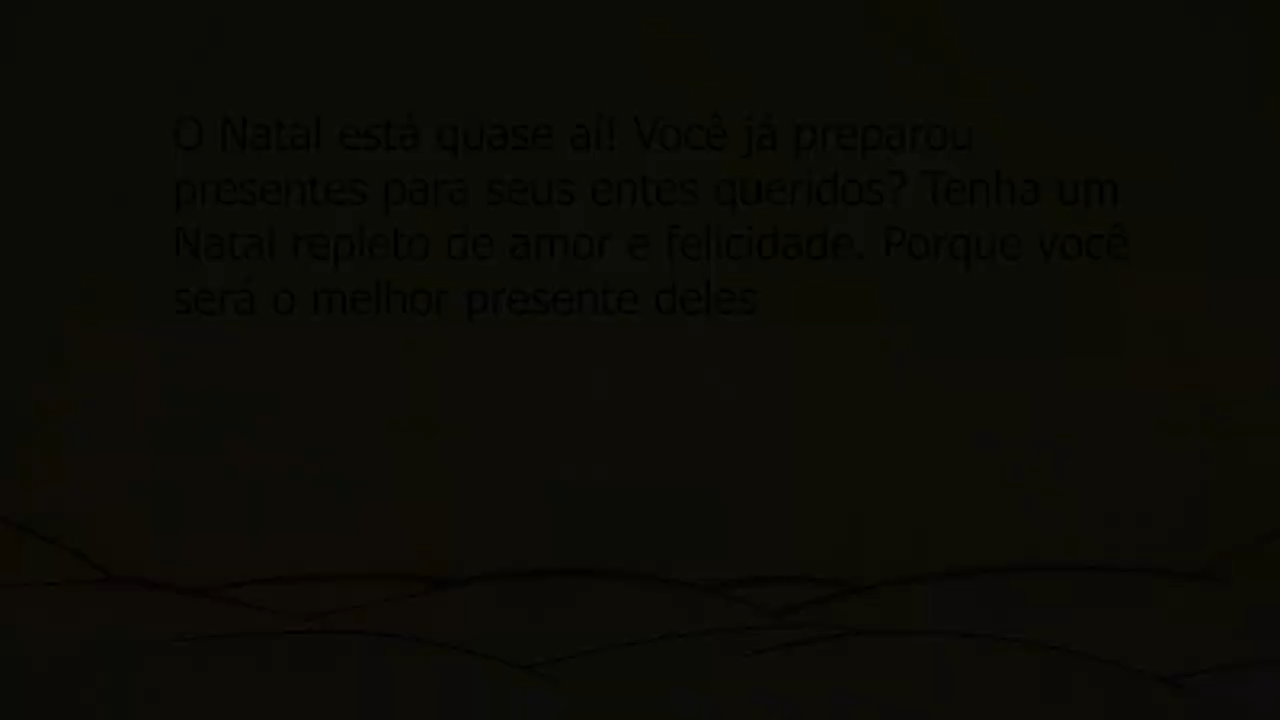 O Natal está quase aí! Você já preparou
presentes para seus entes queridos? Tenha um
Natal repleto de amor e felicidade. Porque você
será o melhor presente deles